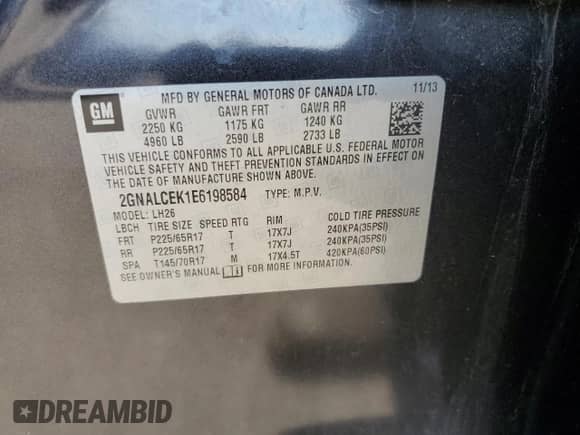 GM
MFD BY GENERAL MOTORS OF CANADA LTD. 11/13
GVWR GAWR FRT GAWR RR
2250 KG 1175 KG 1240 KG
4960 LB 2590 LB 2733 LB
THIS VEHICLE CONFORMS TO ALL APPLICABLE U.S. FEDERAL MOTOR
VEHICLE SAFETY AND THEFT PREVENTION STANDARDS IN EFFECT ON
THE DATE OF MANUFACTURE SHOWN ABOVE.
2GNALCEK1E6198584 TYPE: M.P.V.
MODEL: LH26
LBCH TIRE SIZE SPEED RTG RIM COLD TIRE PRESSURE
FRT P225/65R17 T 17X7J 240KPA(35PSI)
RR P225/65R17 T 17X7J 240KPA(35PSI)
SPA T145/70R17 M 17X4.5T 420KPA(60PSI)
SEE OWNER'S MANUAL FOR MORE INFORMATION.
DREAMBID